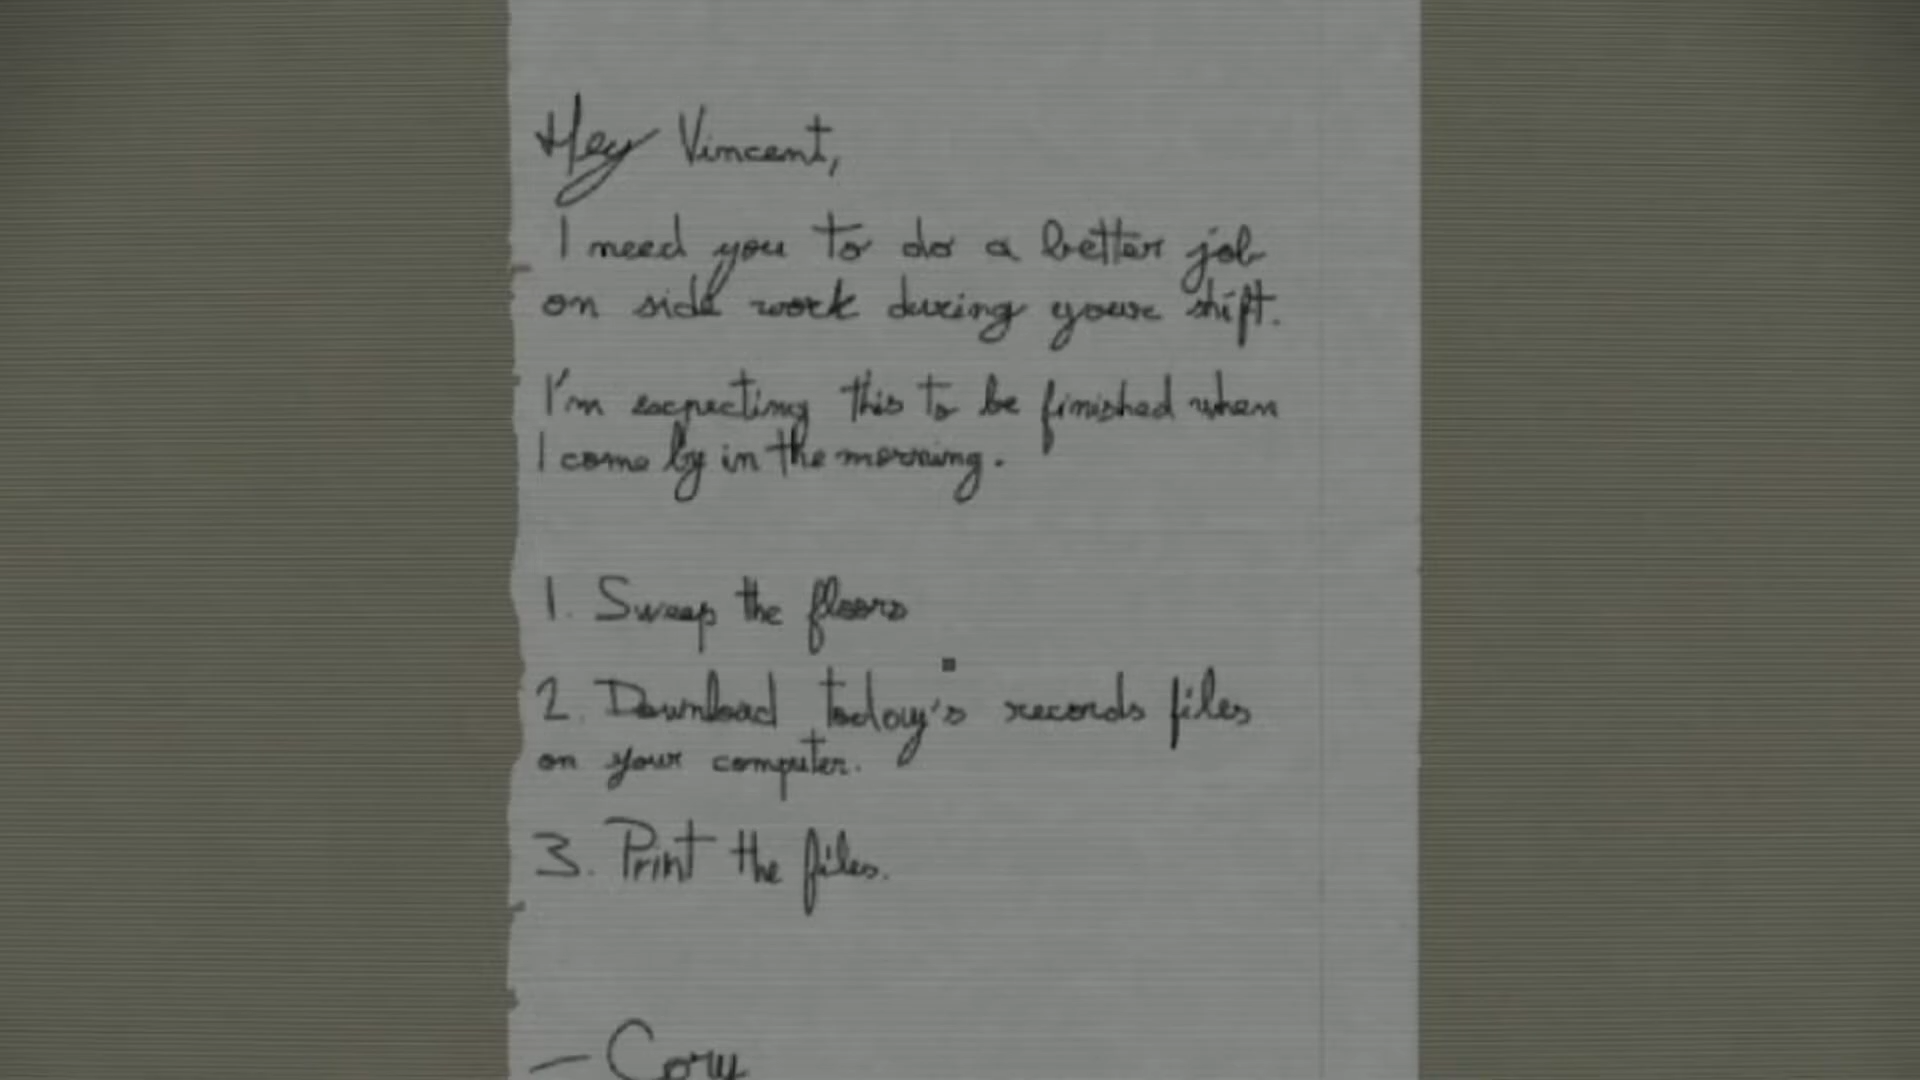 Hey Vincent,
I need you to do a better job
on side work during your shift.
I'm expecting this to be finished when
I come by in the morning.
1. Sweep the floors
2. Download today's records files
on your computer.
3. Print the files.
— Cory